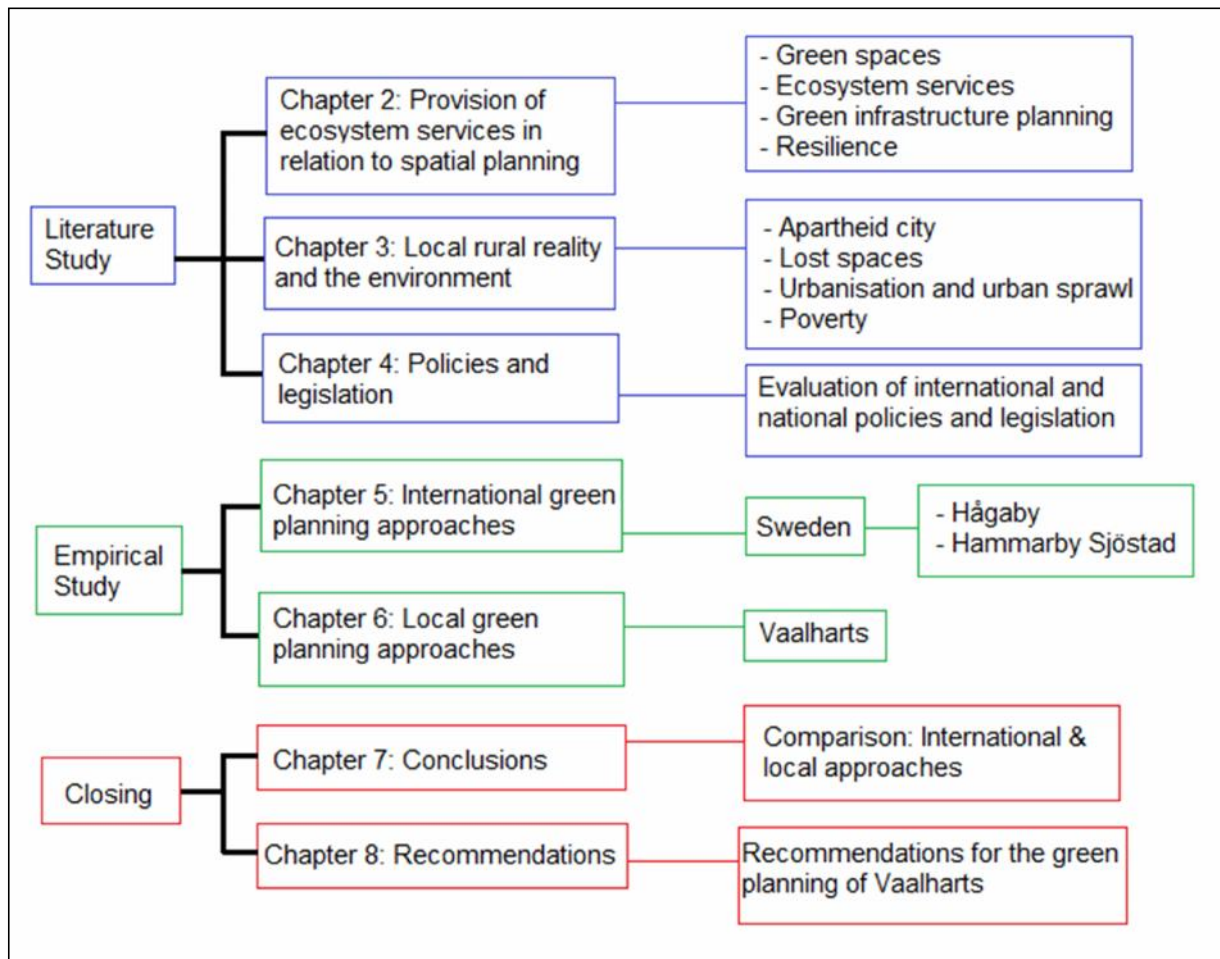 Literature
Study
Chapter 2: Provision of
ecosystem services in
relation to spatial planning
- Green spaces
- Ecosystem services
- Green infrastructure planning
- Resilience
Chapter 3: Local rural reality
and the environment
- Apartheid city
- Lost spaces
- Urbanisation and urban sprawl
- Poverty
Chapter 4: Policies and
legislation
Evaluation of international and
national policies and legislation
Empirical
Study
Chapter 5: International green
planning approaches
Sweden
- Hågaby
- Hammarby Sjöstad
Chapter 6: Local green
planning approaches
Vaalharts
Closing
Chapter 7: Conclusions
Comparison: International &
local approaches
Chapter 8: Recommendations
Recommendations for the green
planning of Vaalharts